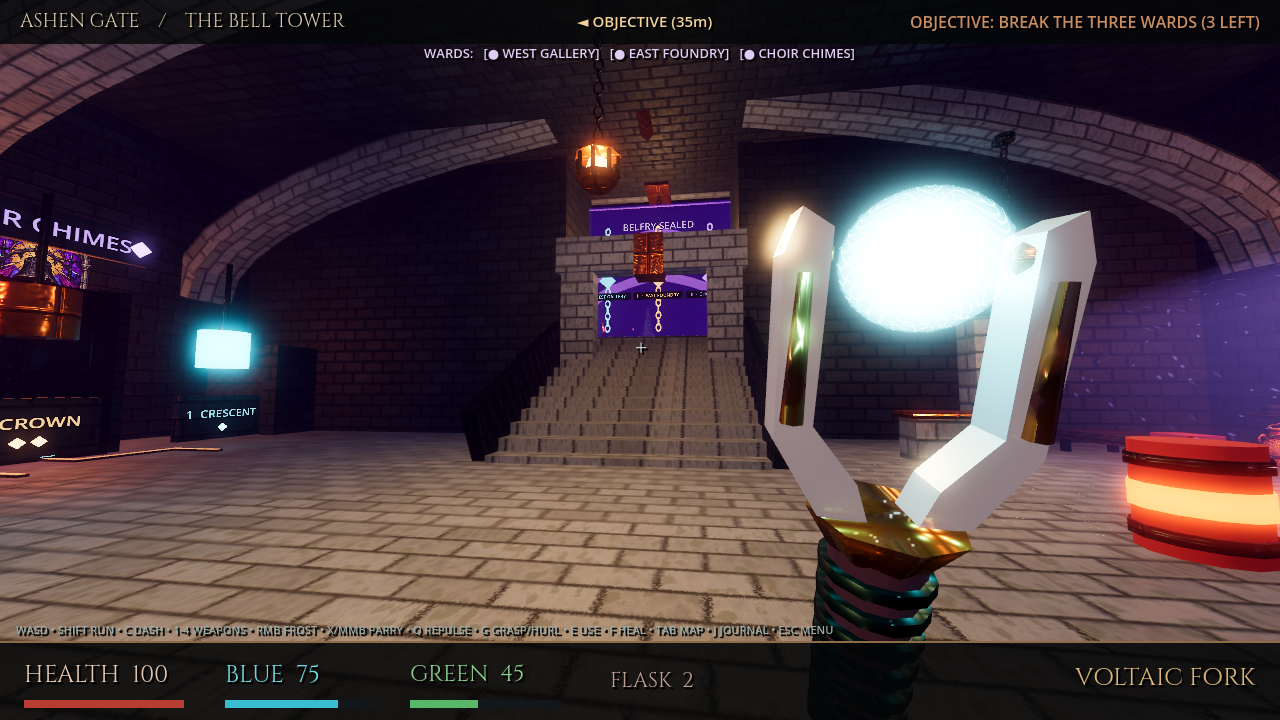 ASHEN GATE / THE BELL TOWER
◄ OBJECTIVE (35m)
OBJECTIVE: BREAK THE THREE WARDS (3 LEFT)
WARDS: [● WEST GALLERY] [● EAST FOUNDRY] [● CHOIR CHIMES]
R CHIMES
BELFRY SEALED
EAST FOUNDRY
1 CRESCENT
CROWN
WASD • SHIFT RUN • C DASH • 1-4 WEAPONS • RMB FROST • X/MMB PARRY • Q REPULSE • G GRASP/HURL • E USE • F HEAL • TAB MAP • J JOURNAL • ESC MENU
HEALTH 100
BLUE 75
GREEN 45
FLASK 2
VOLTAIC FORK